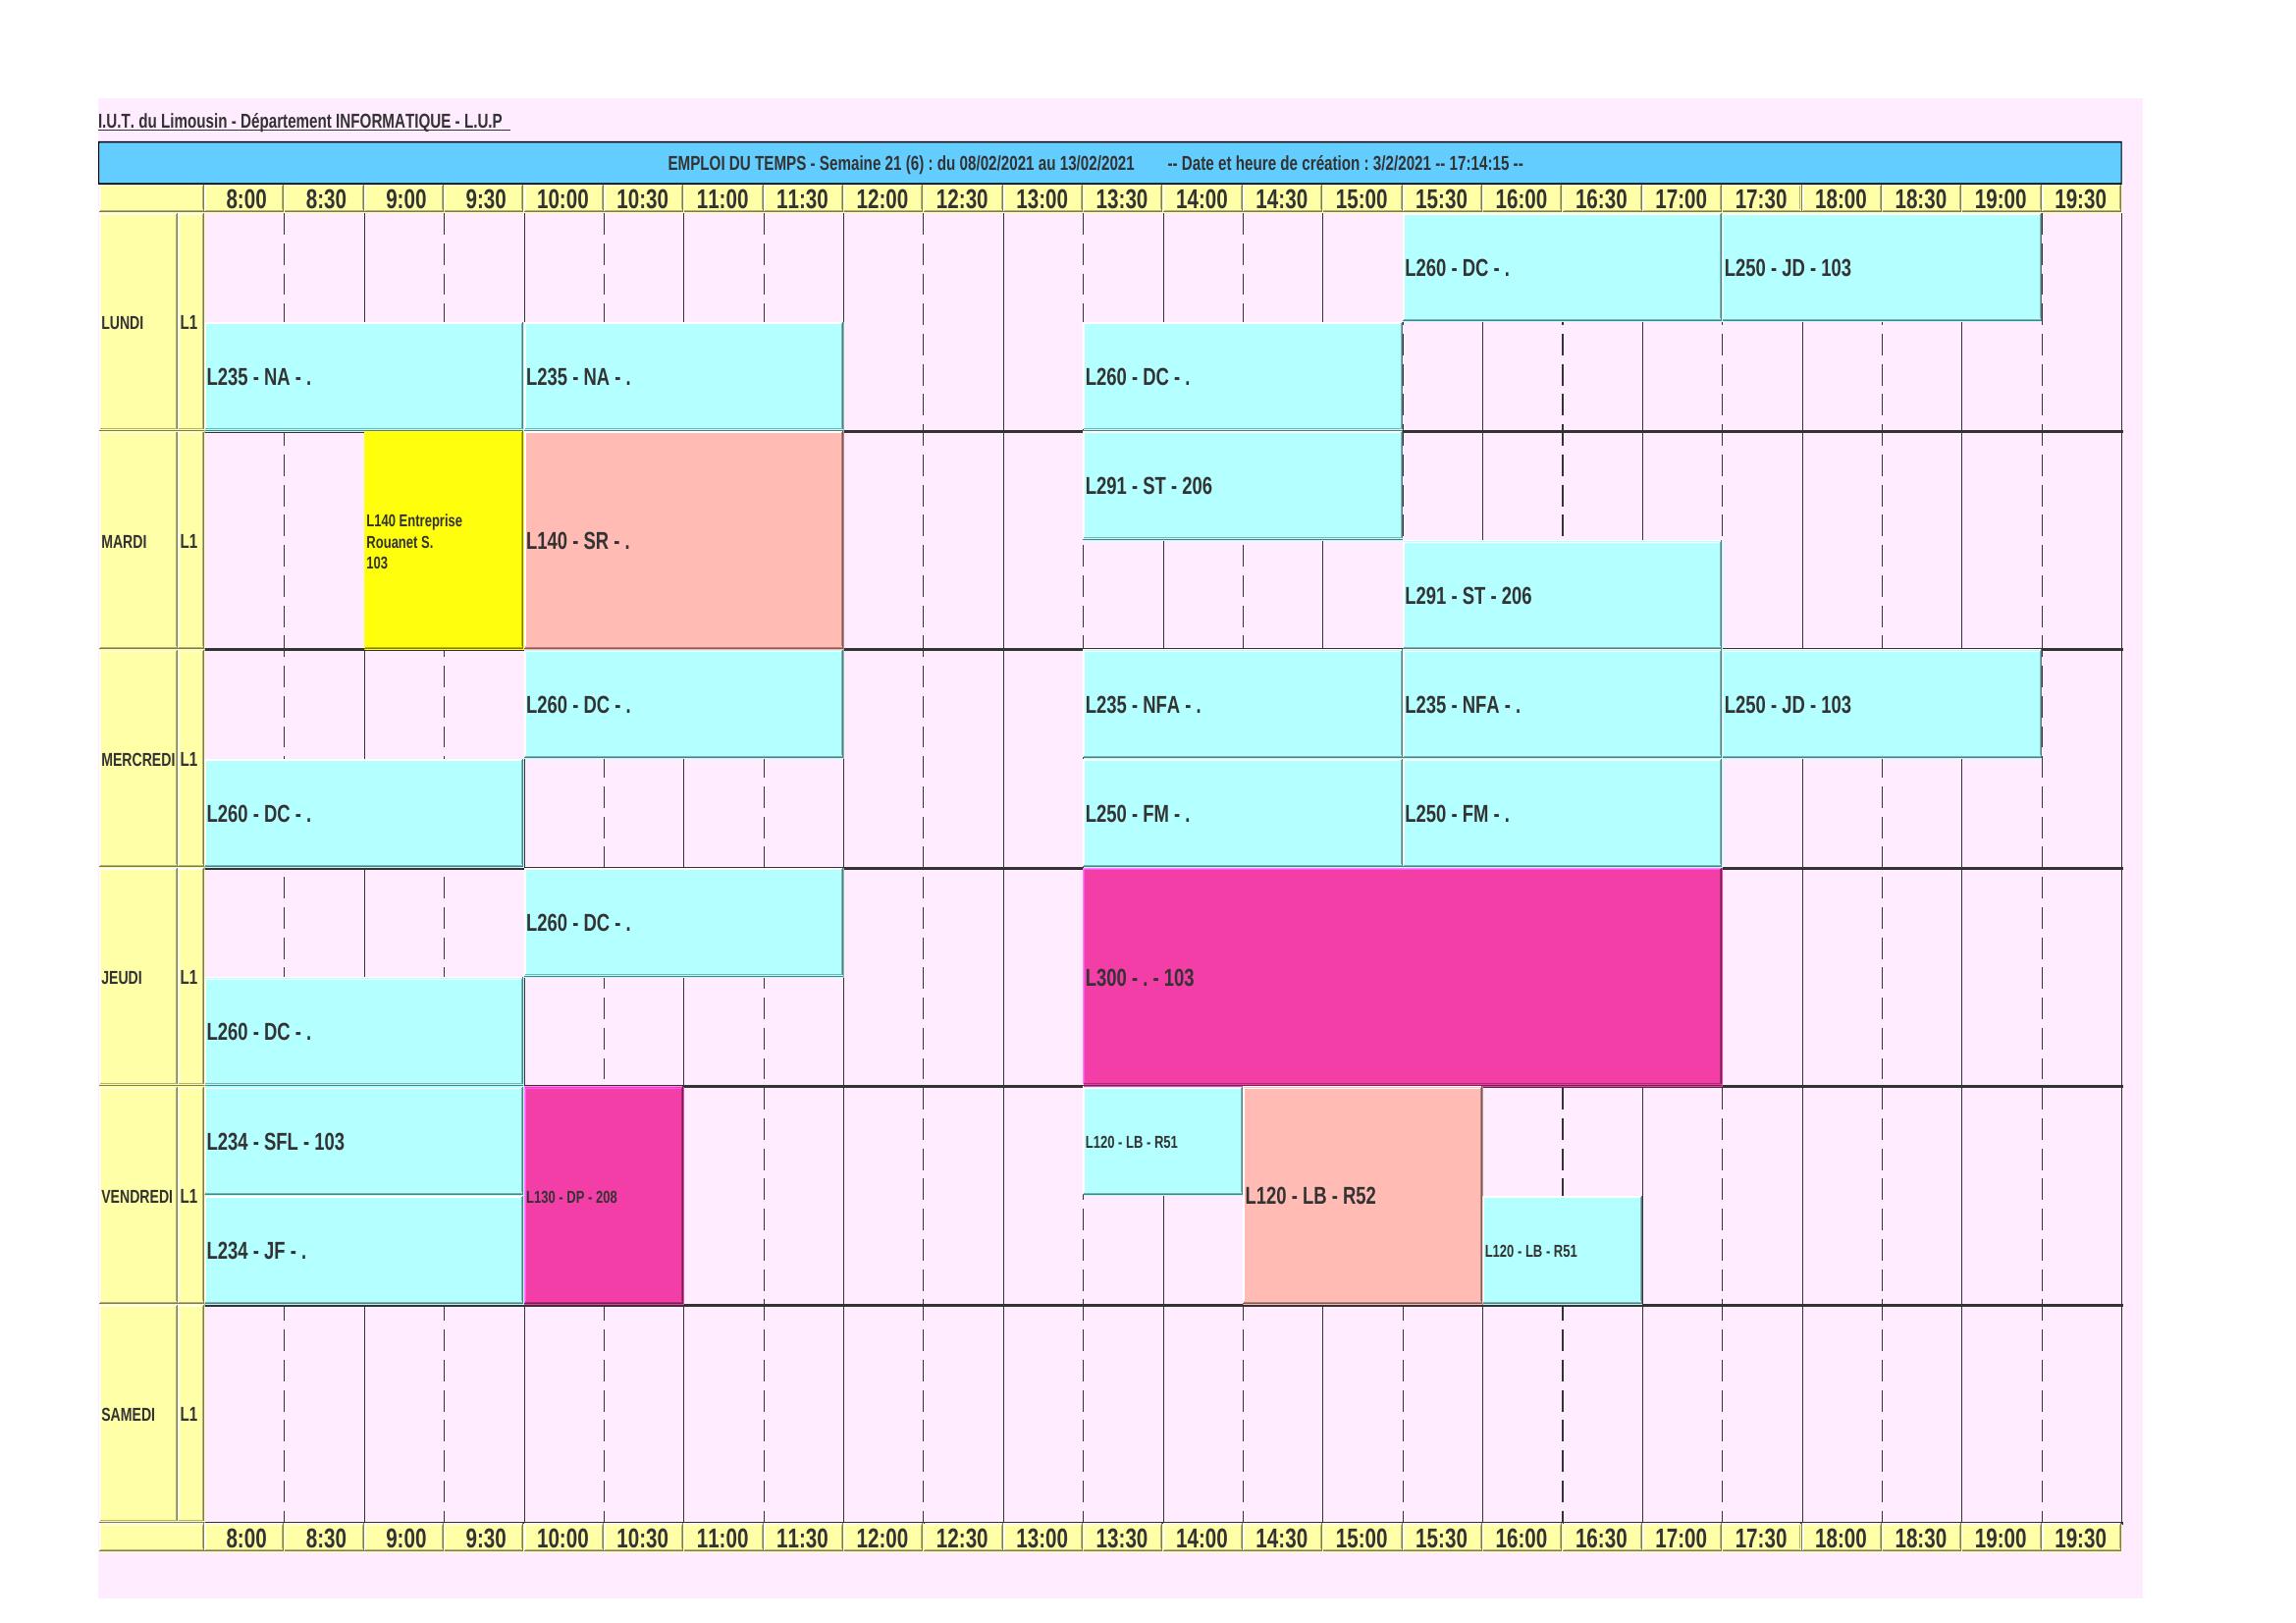 I.U.T. du Limousin - Département INFORMATIQUE - L.U.P
EMPLOI DU TEMPS - Semaine 21 (6) : du 08/02/2021 au 13/02/2021 -- Date et heure de création : 3/2/2021 -- 17:14:15 --
8:00 8:30 9:00 9:30 10:00 10:30 11:00 11:30 12:00 12:30 13:00 13:30 14:00 14:30 15:00 15:30 16:00 16:30 17:00 17:30 18:00 18:30 19:00 19:30
L260 - DC - . L250 - JD - 103
LUNDI L1
L235 - NA - . L235 - NA - . L260 - DC - .
L291 - ST - 206
L140 Entreprise
Rouanet S.
103
MARDI L1 L140 - SR - .
L291 - ST - 206
L260 - DC - . L235 - NFA - . L235 - NFA - . L250 - JD - 103
MERCREDI L1
L260 - DC - . L250 - FM - . L250 - FM - .
L260 - DC - .
JEUDI L1 L300 - . - 103
L260 - DC - .
L234 - SFL - 103 L120 - LB - R51
VENDREDI L1 L130 - DP - 208 L120 - LB - R52
L234 - JF - . L120 - LB - R51
SAMEDI L1
8:00 8:30 9:00 9:30 10:00 10:30 11:00 11:30 12:00 12:30 13:00 13:30 14:00 14:30 15:00 15:30 16:00 16:30 17:00 17:30 18:00 18:30 19:00 19:30